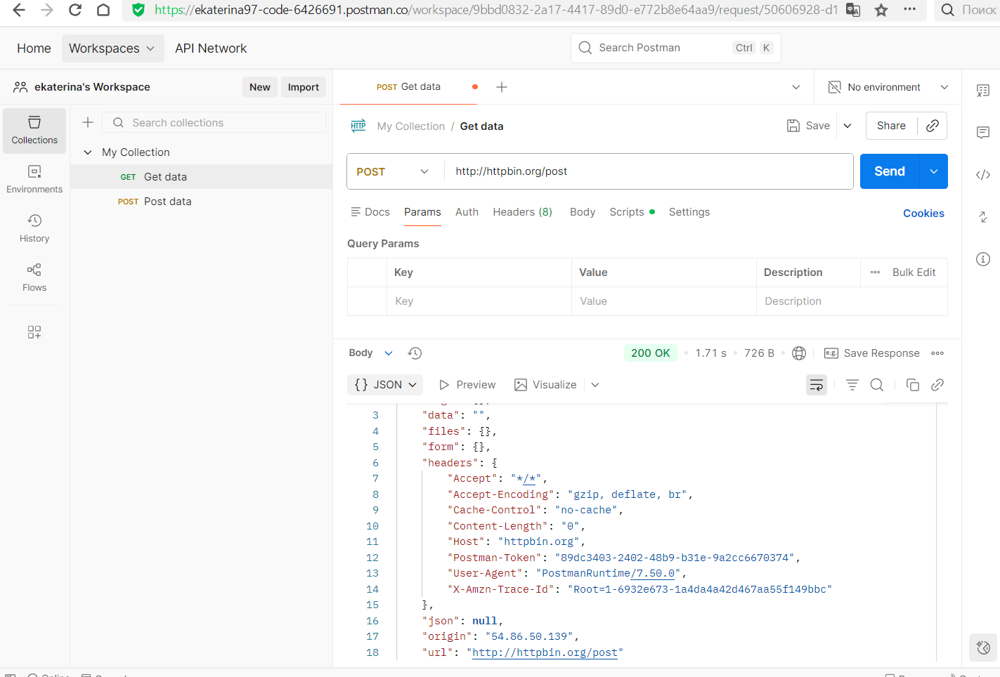 https://ekaterina97-code-6426691.postman.co/workspace/9bbd0832-2a17-4417-89d0-e772b8e64aa9/request/50606928-d1
Поиск
Home
Workspaces
API Network
Search Postman
Ctrl K
ekaterina's Workspace
New
Import
POST Get data
No environment
Collections
Search collections
HTTP
My Collection / Get data
Save
Share
My Collection
GET Get data
POST Post data
Environments
History
Flows
POST
http://httpbin.org/post
Send
Docs
Params
Auth
Headers (8)
Body
Scripts
Settings
Cookies
Query Params
Key
Value
Description
Bulk Edit
Key
Value
Description
Body
200 OK
1.71 s
726 B
e.g.
Save Response
{} JSON
Preview
Visualize
3 "data": "",
4 "files": {},
5 "form": {},
6 "headers": {
7 "Accept": "*/*",
8 "Accept-Encoding": "gzip, deflate, br",
9 "Cache-Control": "no-cache",
10 "Content-Length": "0",
11 "Host": "httpbin.org",
12 "Postman-Token": "89dc3403-2402-48b9-b31e-9a2cc6670374",
13 "User-Agent": "PostmanRuntime/7.50.0",
14 "X-Amzn-Trace-Id": "Root=1-6932e673-1a4da4a42d467aa55f149bbc"
15 },
16 "json": null,
17 "origin": "54.86.50.139",
18 "url": "http://httpbin.org/post"